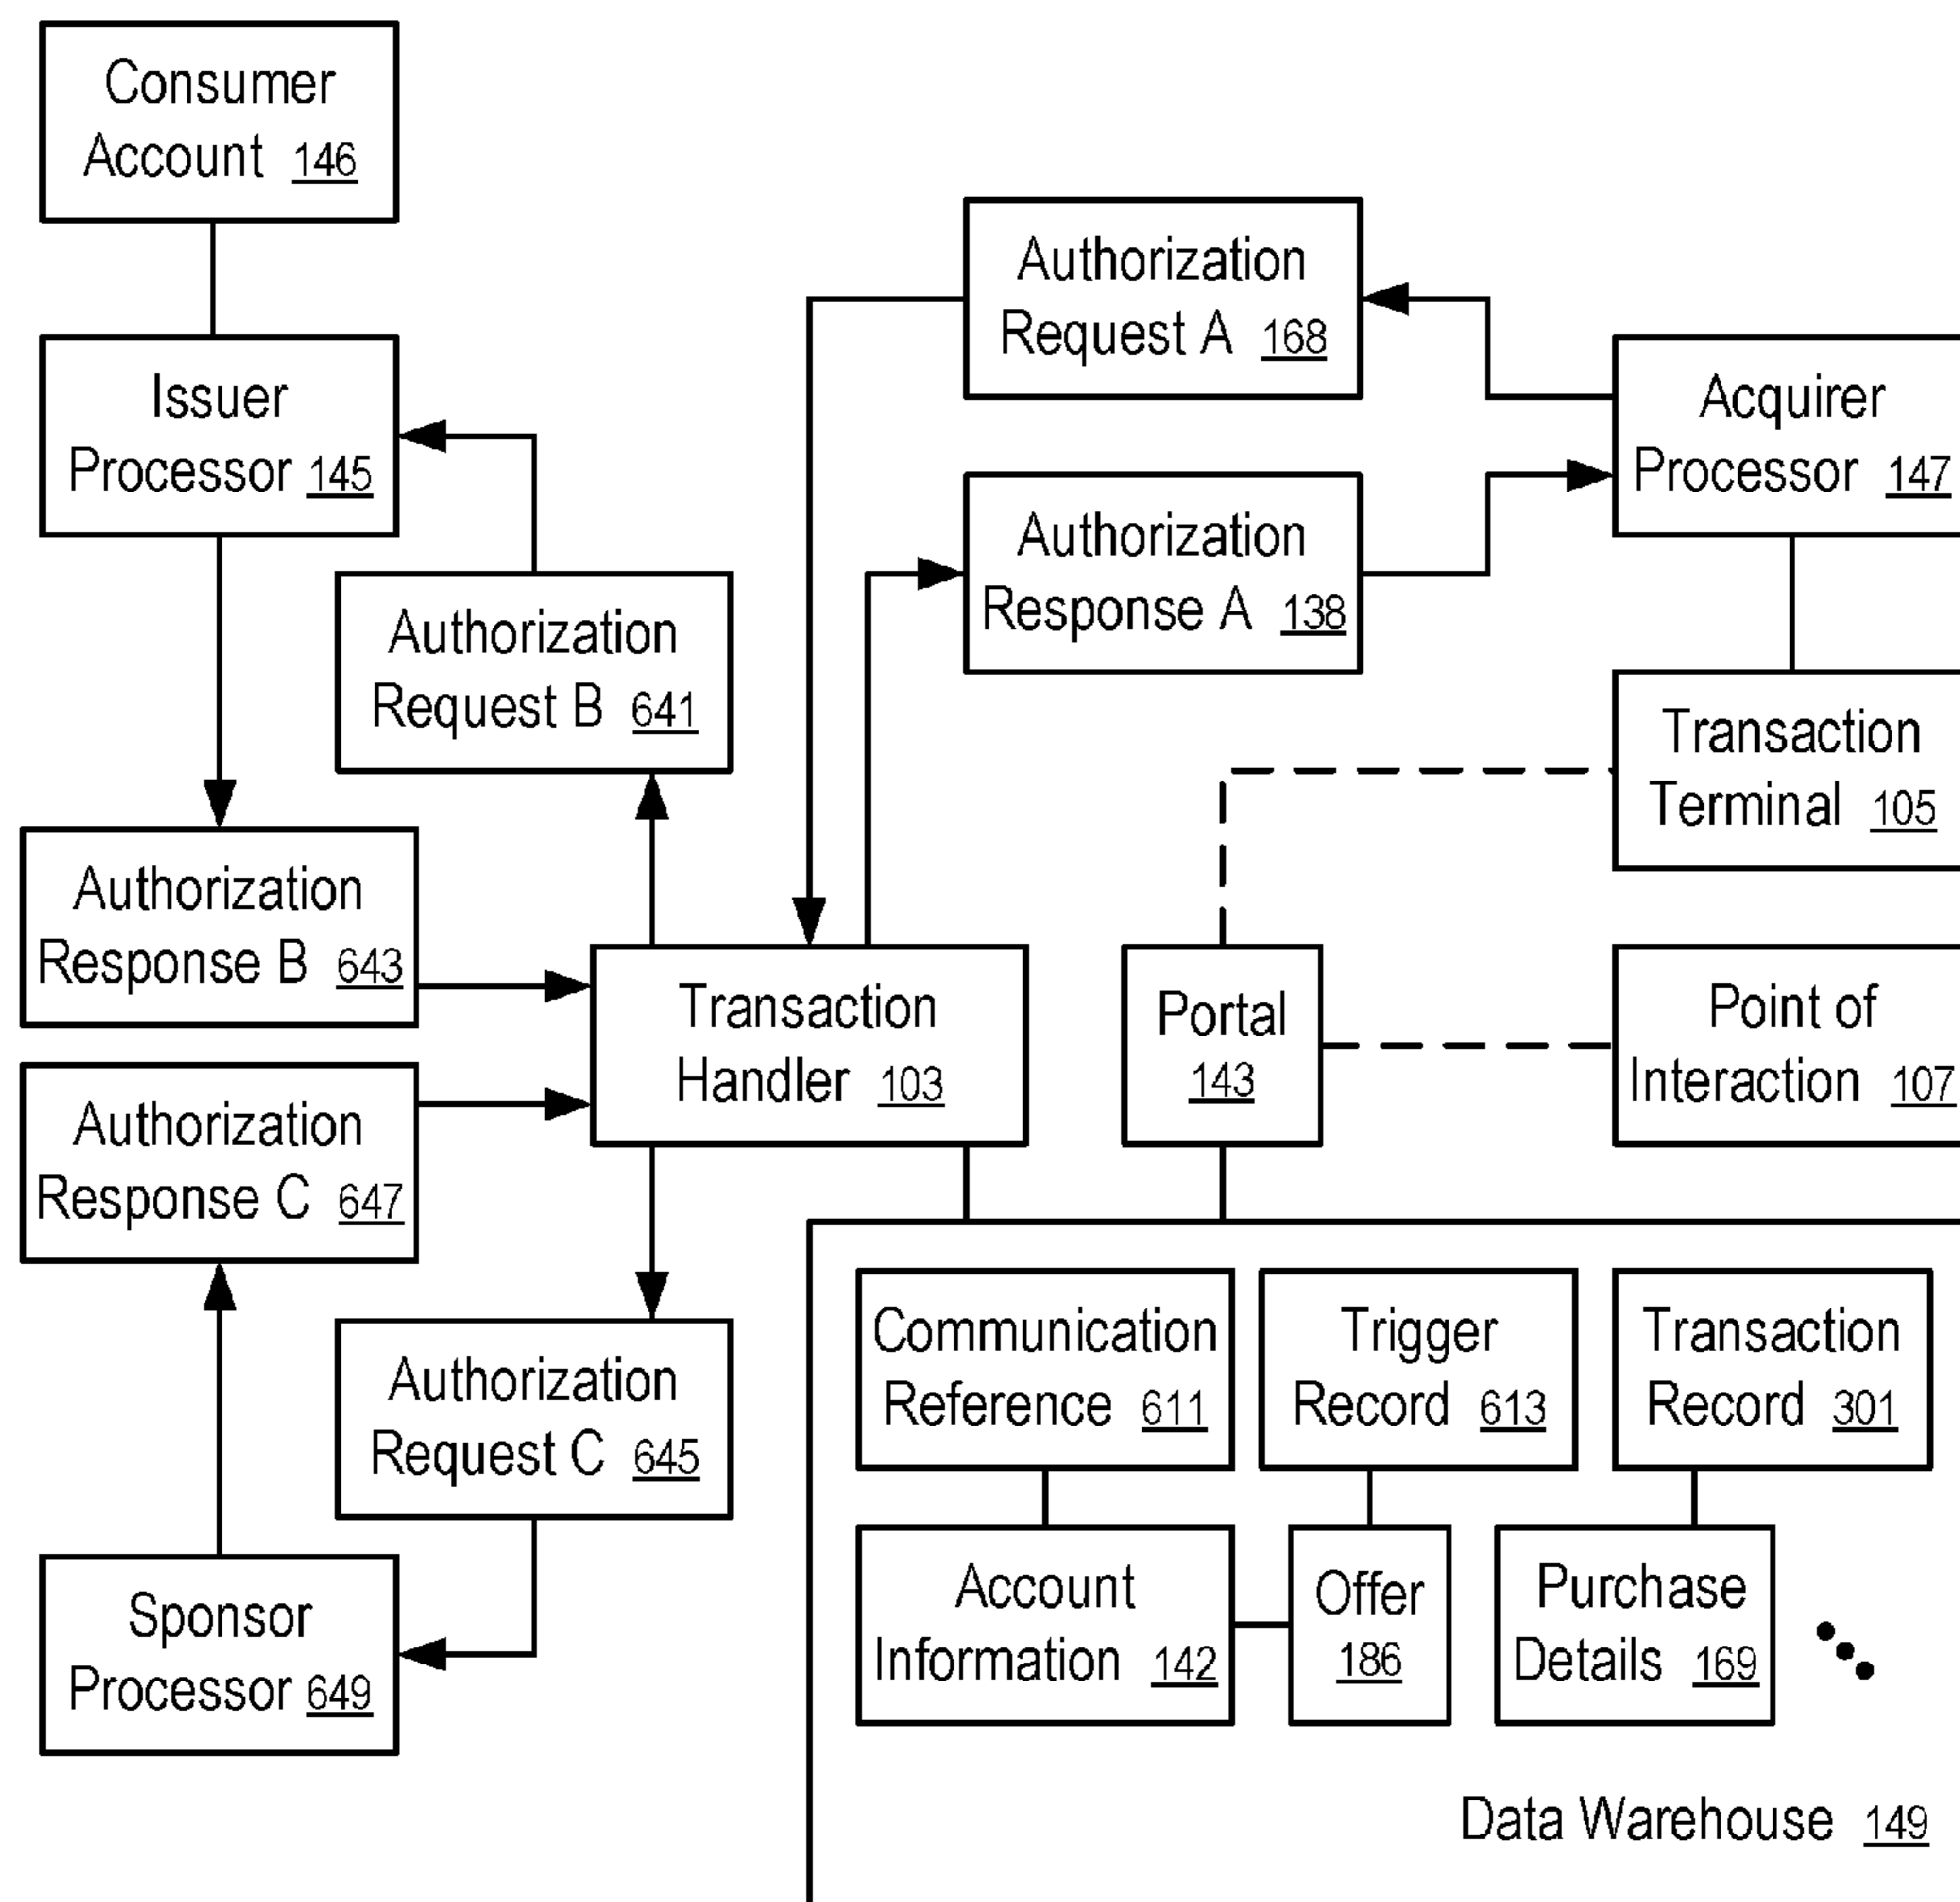 Consumer
Account 146
Issuer
Processor 145
Authorization
Request B 641
Authorization
Response B 643
Authorization
Response C 647
Authorization
Request C 645
Sponsor
Processor 649
Transaction
Handler 103
Authorization
Request A 168
Authorization
Response A 138
Acquirer
Processor 147
Transaction
Terminal 105
Portal
143
Point of
Interaction 107
Communication
Reference 611
Trigger
Record 613
Transaction
Record 301
Account
Information 142
Offer
186
Purchase
Details 169
Data Warehouse 149